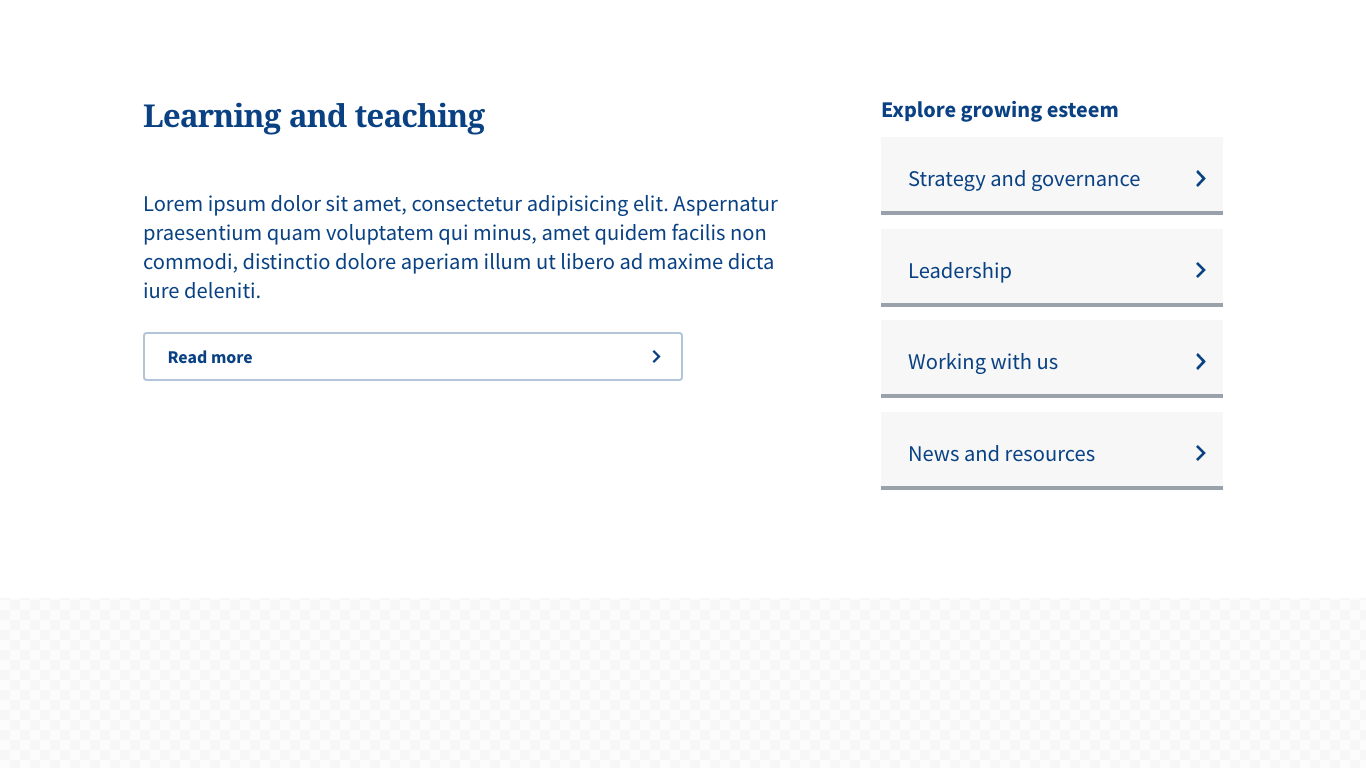 Learning and teaching
Lorem ipsum dolor sit amet, consectetur adipisicing elit. Aspernatur
praesentium quam voluptatem qui minus, amet quidem facilis non
commodi, distinctio dolore aperiam illum ut libero ad maxime dicta
iure deleniti.
Read more
Explore growing esteem
Strategy and governance
Leadership
Working with us
News and resources